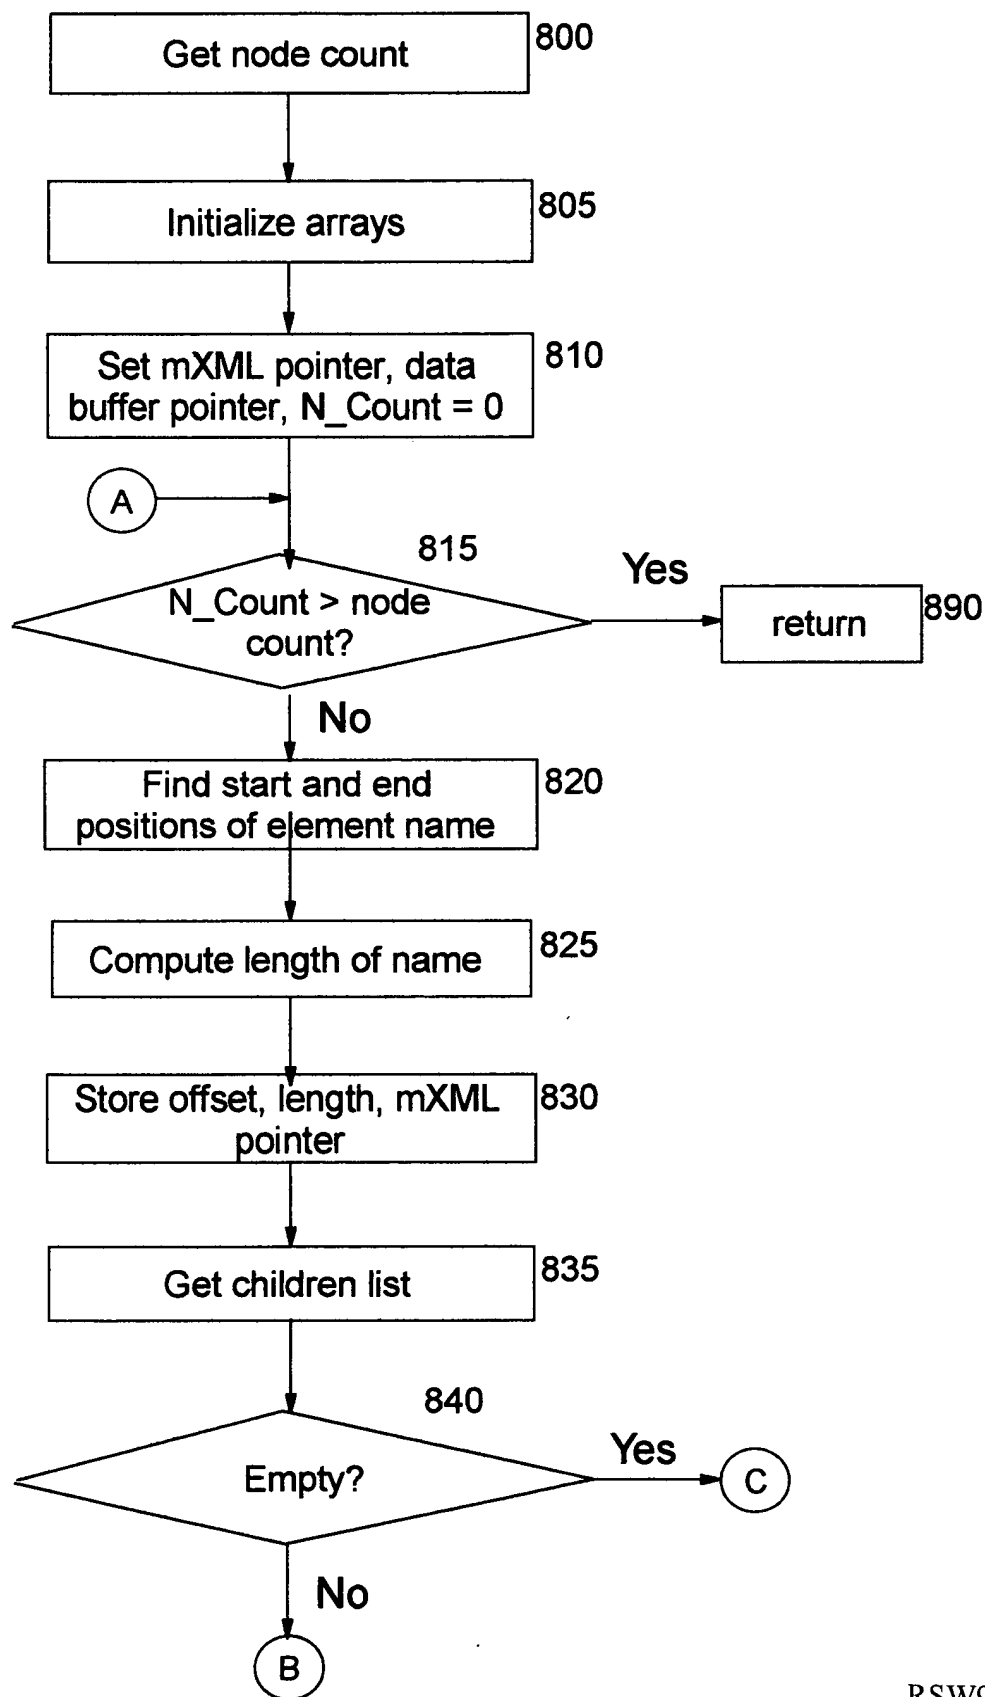 Get node count
800
Initialize arrays
805
Set mXML pointer, data
buffer pointer, N_Count = 0
810
A
815
N_Count > node
count?
Yes
return
890
No
Find start and end
positions of element name
820
Compute length of name
825
Store offset, length, mXML
pointer
830
Get children list
835
840
Empty?
Yes
C
No
B